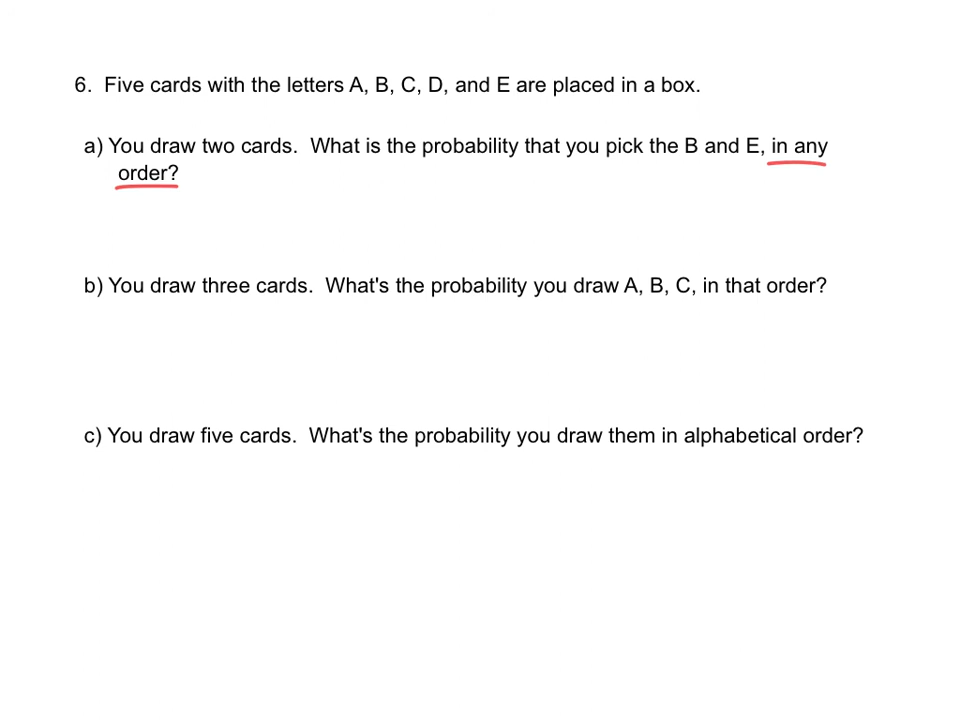 6.  Five cards with the letters A, B, C, D, and E are placed in a box.
a) You draw two cards.  What is the probability that you pick the B and E, in any
order?
b) You draw three cards.  What's the probability you draw A, B, C, in that order?
c) You draw five cards.  What's the probability you draw them in alphabetical order?